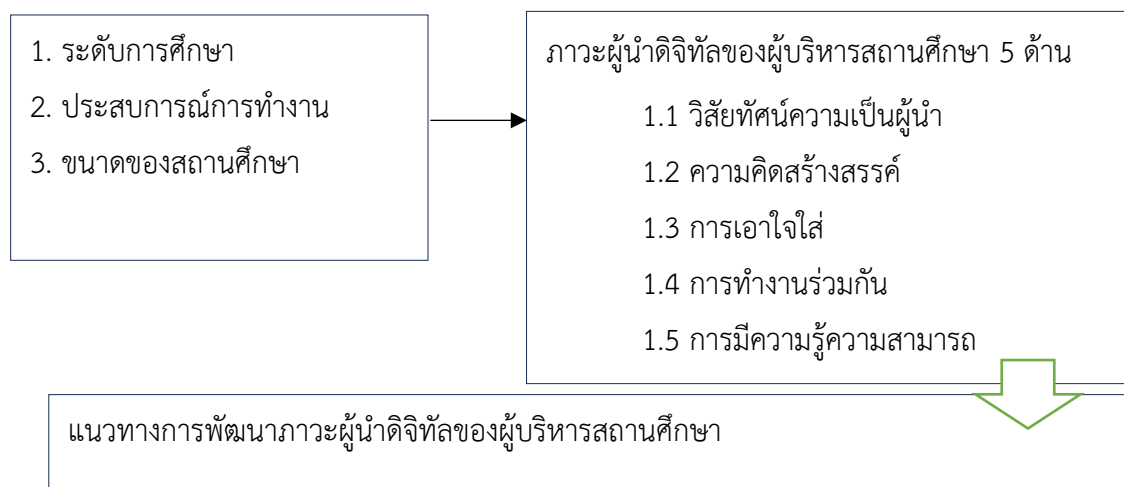 1. ระดับการศึกษา
2. ประสบการณ์การทำงาน
3. ขนาดของสถานศึกษา
ภาวะผู้นำดิจิทัลของผู้บริหารสถานศึกษา 5 ด้าน
1.1 วิสัยทัศน์ความเป็นผู้นำ
1.2 ความคิดสร้างสรรค์
1.3 การเอาใจใส่
1.4 การทำงานร่วมกัน
1.5 การมีความรู้ความสามารถ
แนวทางการพัฒนาภาวะผู้นำดิจิทัลของผู้บริหารสถานศึกษา